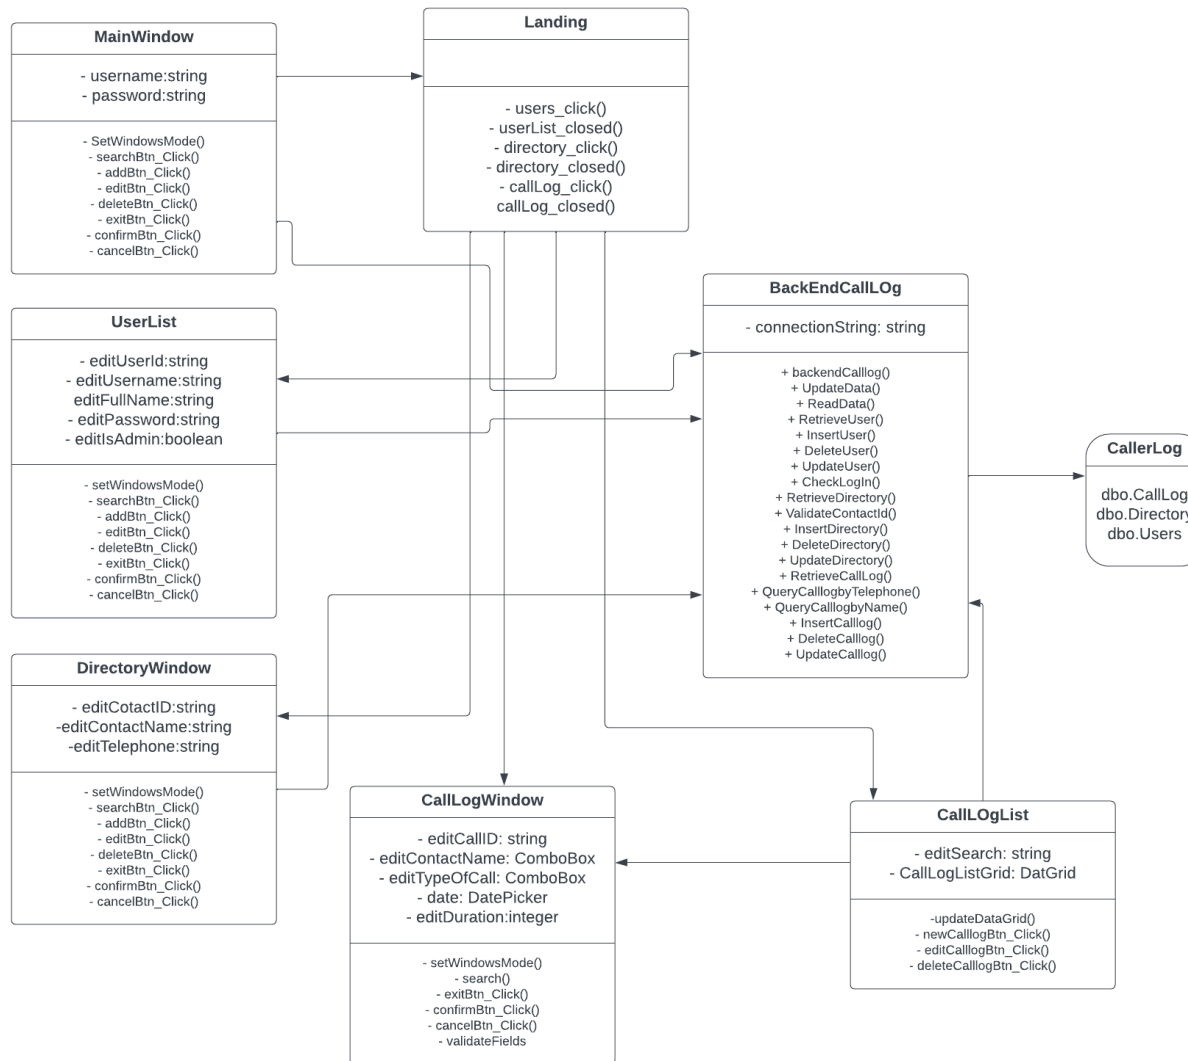 MainWindow
- username:string
- password:string
- SetWindowsMode()
- searchBtn_Click()
- addBtn_Click()
- editBtn_Click()
- deleteBtn_Click()
- exitBtn_Click()
- confirmBtn_Click()
- cancelBtn_Click()
Landing
- users_click()
- userList_closed()
- directory_click()
- directory_closed()
- callLog_click()
callLog_closed()
UserList
- editUserId:string
- editUsername:string
editFullName:string
- editPassword:string
- editIsAdmin:boolean
- setWindowsMode()
- searchBtn_Click()
- addBtn_Click()
- editBtn_Click()
- deleteBtn_Click()
- exitBtn_Click()
- confirmBtn_Click()
- cancelBtn_Click()
BackEndCallLOg
- connectionString: string
+ backendCalllog()
+ UpdateData()
+ ReadData()
+ RetrieveUser()
+ InsertUser()
+ DeleteUser()
+ UpdateUser()
+ CheckLogIn()
+ RetrieveDirectory()
+ ValidateContactId()
+ InsertDirectory()
+ DeleteDirectory()
+ UpdateDirectory()
+ RetrieveCallLog()
+ QueryCalllogbyTelephone()
+ QueryCalllogbyName()
+ InsertCalllog()
+ DeleteCalllog()
+ UpdateCalllog()
CallerLog
dbo.CallLog
dbo.Directory
dbo.Users
DirectoryWindow
- editCotactID:string
-editContactName:string
-editTelephone:string
- setWindowsMode()
- searchBtn_Click()
- addBtn_Click()
- editBtn_Click()
- deleteBtn_Click()
- exitBtn_Click()
- confirmBtn_Click()
- cancelBtn_Click()
CallLogWindow
- editCallID: string
- editContactName: ComboBox
- editTypeOfCall: ComboBox
- date: DatePicker
- editDuration:integer
- setWindowsMode()
- search()
- exitBtn_Click()
- confirmBtn_Click()
- cancelBtn_Click()
- validateFields
CallLOgList
- editSearch: string
- CallLogListGrid: DatGrid
-updateDataGrid()
- newCalllogBtn_Click()
- editCalllogBtn_Click()
- deleteCalllogBtn_Click()